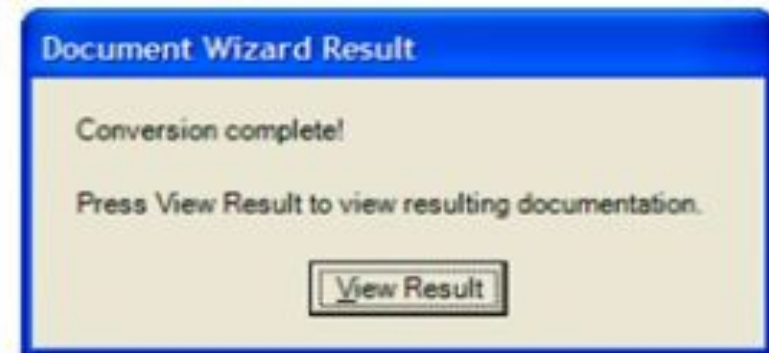 Document Wizard Result
Conversion complete!
Press View Result to view resulting documentation.
View Result